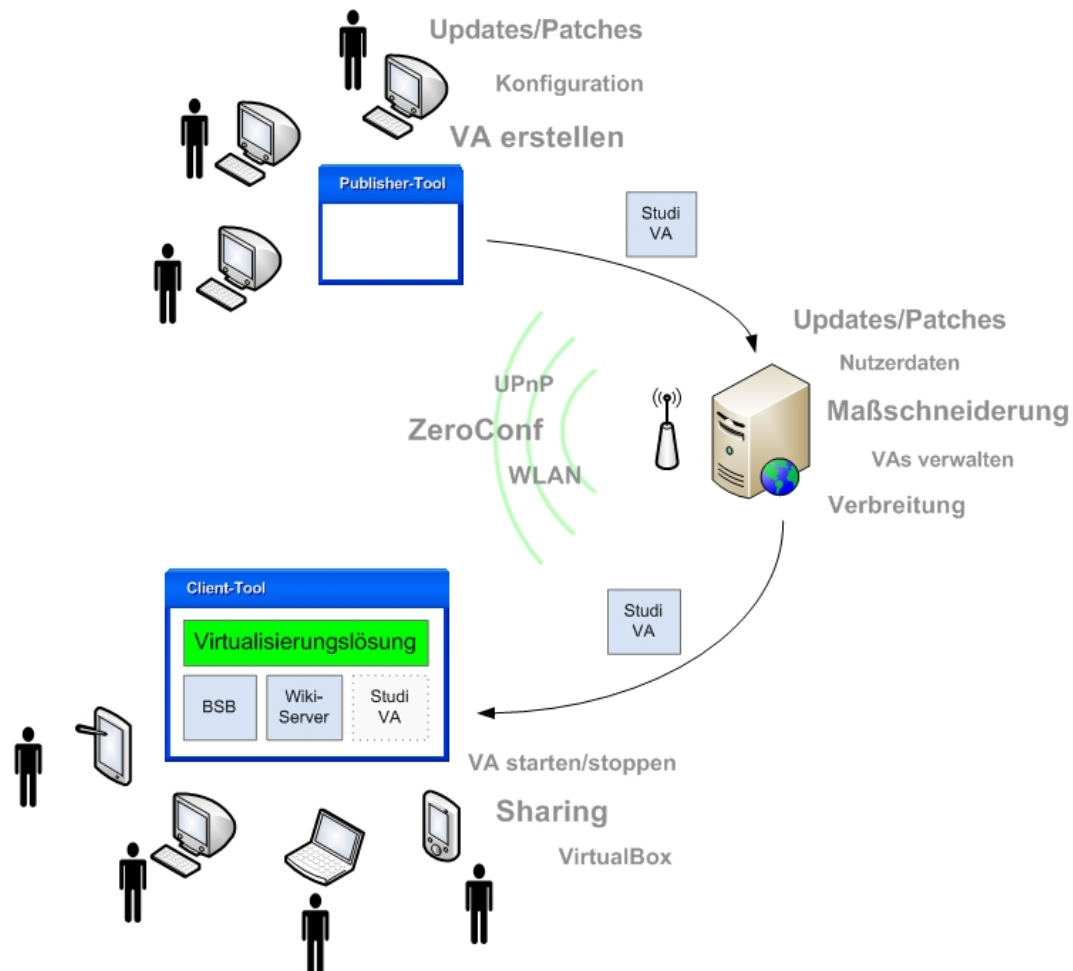 Updates/Patches
Konfiguration
VA erstellen
Publisher-Tool
Studi
VA
Updates/Patches
Nutzerdaten
Maßschneiderung
VAs verwalten
Verbreitung
UPnP
ZeroConf
WLAN
Studi
VA
Client-Tool
Virtualisierungslösung
BSB
Wiki-
Server
Studi
VA
VA starten/stoppen
Sharing
VirtualBox